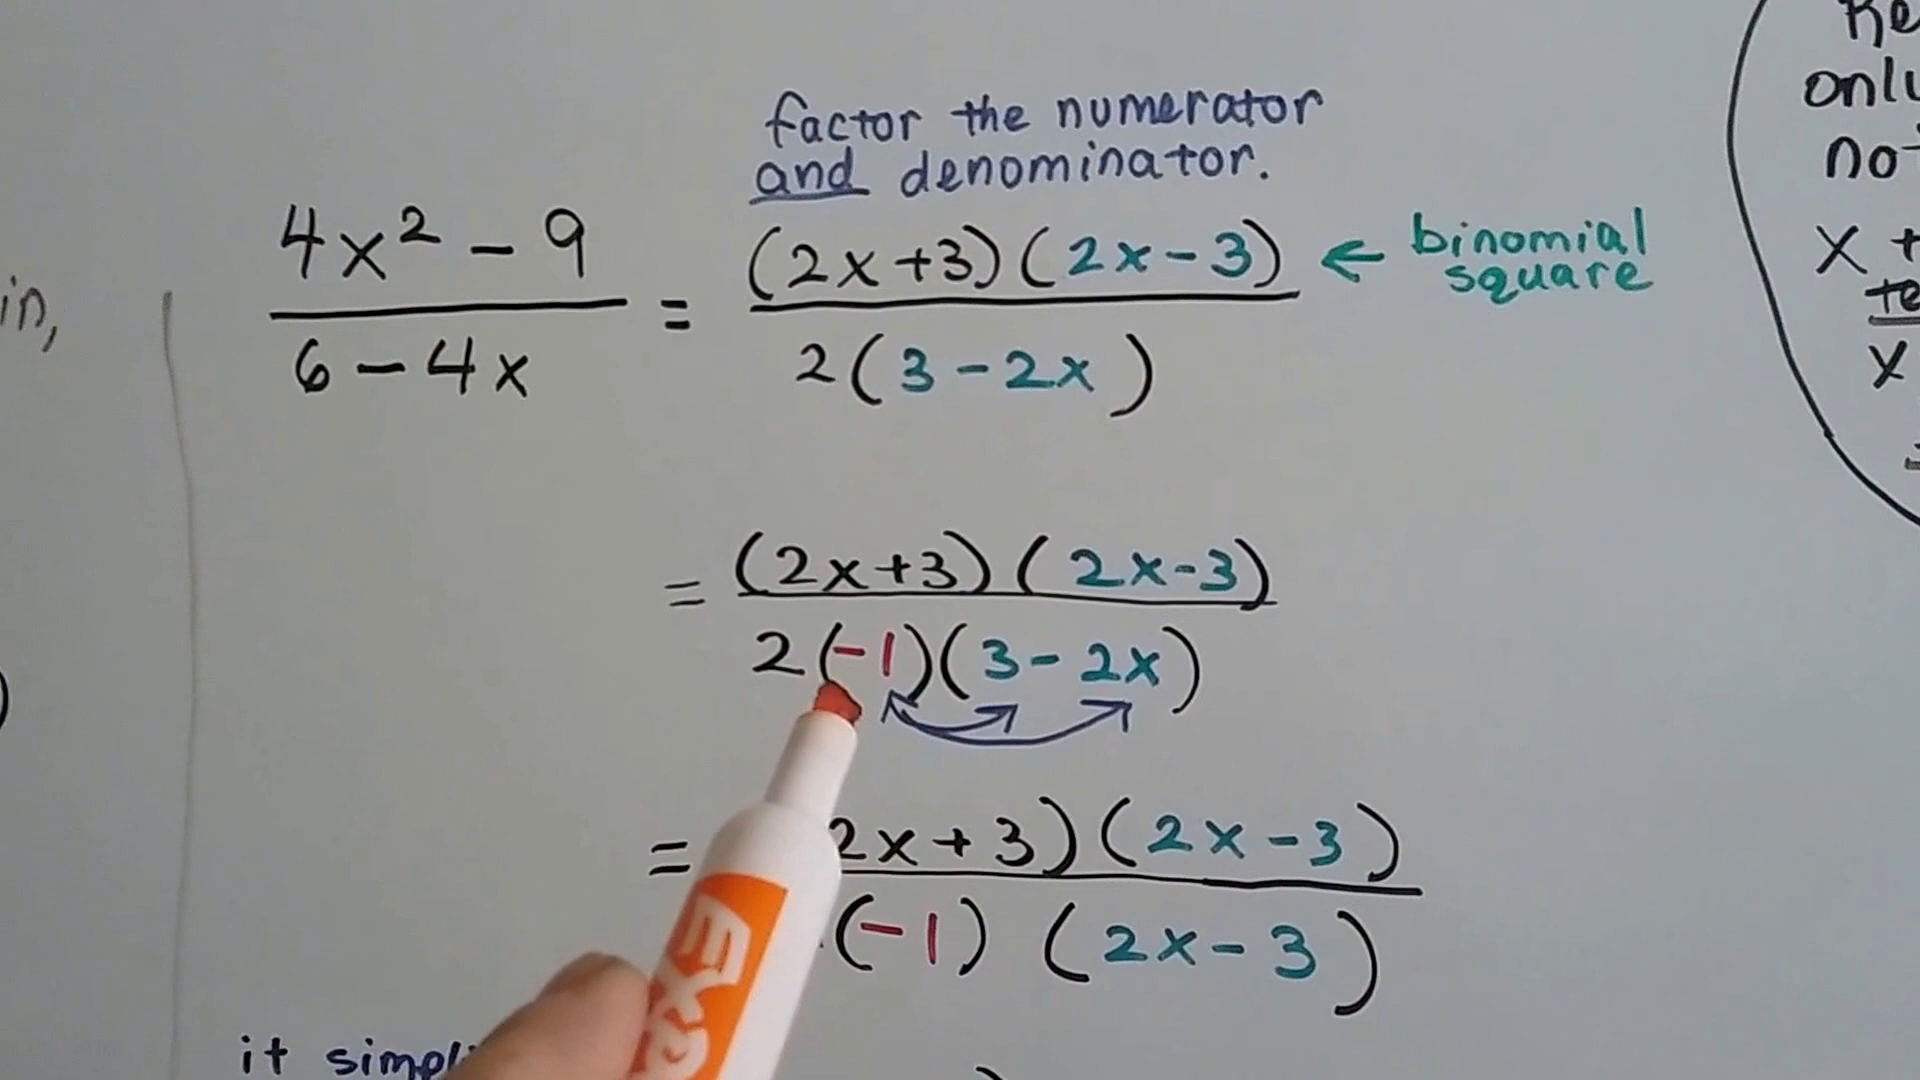 factor the numerator
and denominator.
4x² - 9 / 6 - 4x = (2x+3)(2x-3) / 2(3-2x) ← binomial square
= (2x+3)(2x-3) / 2(-1)(3-2x)
= 2x+3)(2x-3) / (-1)(2x-3)
in,
it
only
x +
x
EXP